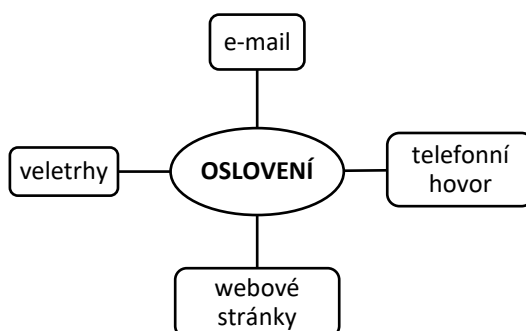 e-mail
veletrhy
OSLOVENÍ
telefonní
hovor
webové
stránky